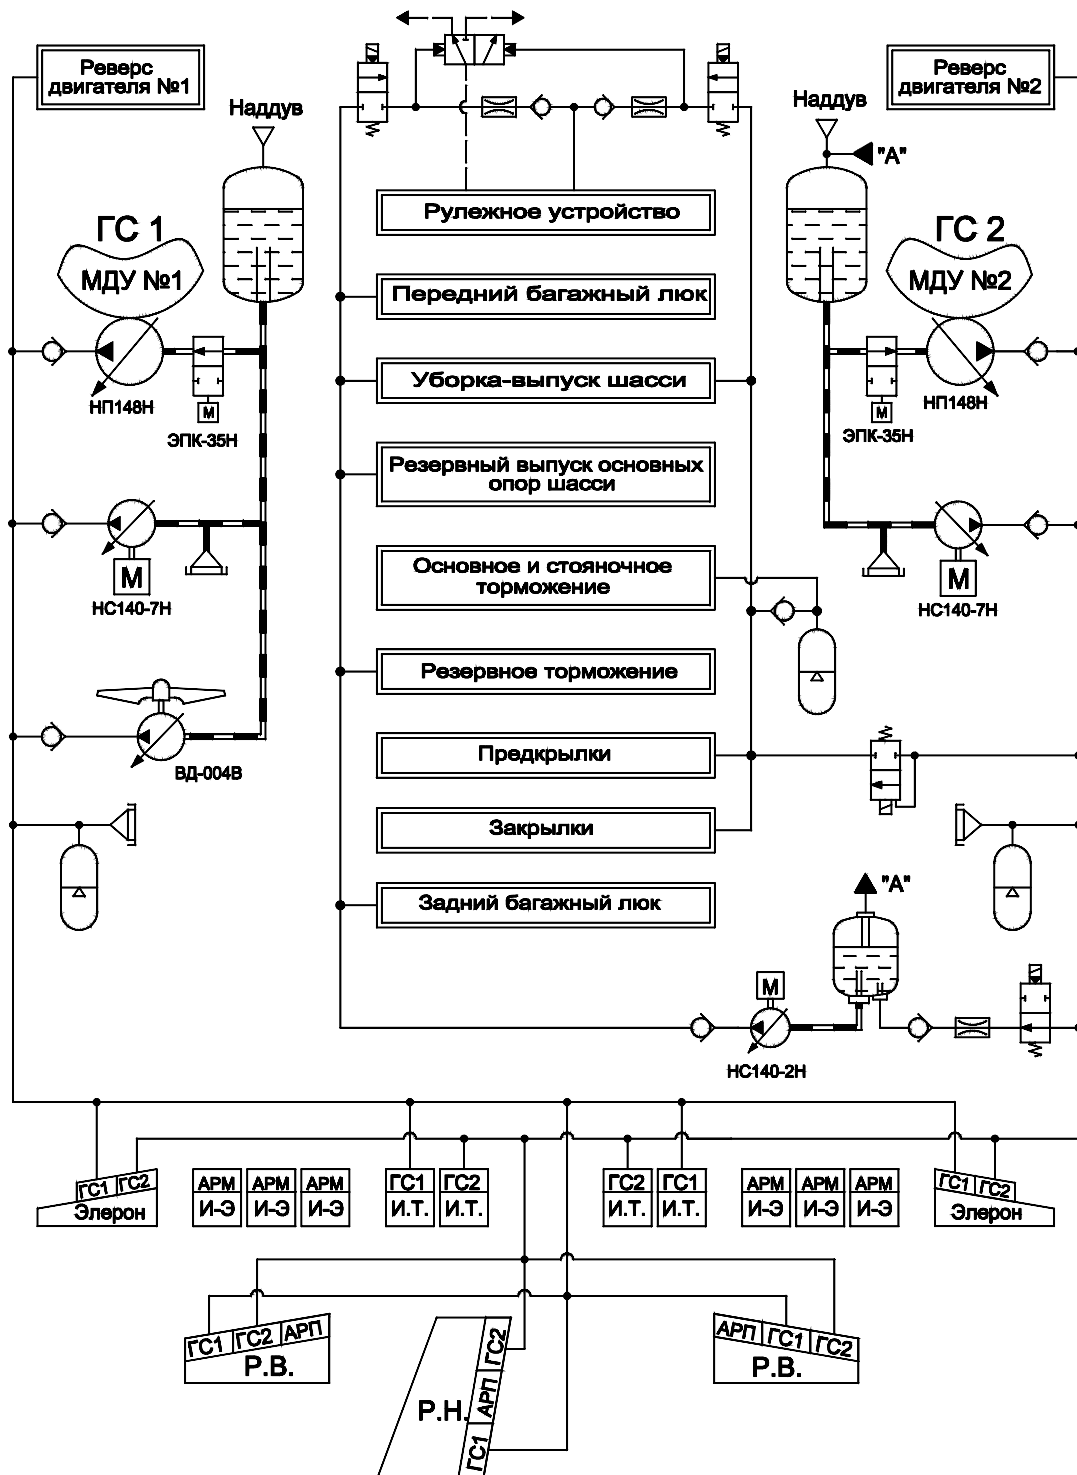 Реверс
двигателя №1
Реверс
двигателя №2
Наддув
Наддув
"А"
Рулежное устройство
ГС 1
ГС 2
МДУ №1
МДУ №2
Передний багажный люк
Уборка-выпуск шасси
НП148Н
НП148Н
М
М
ЭПК-35Н
ЭПК-35Н
Резервный выпуск основных
опор шасси
Основное и стояночное
торможение
М
М
НС140-7Н
НС140-7Н
Резервное торможение
Предкрылки
ВД-004В
Закрылки
"А"
Задний багажный люк
М
НС140-2Н
ГС1 ГС2
Элерон
АРМ АРМ АРМ
И-Э И-Э И-Э
ГС1 ГС2
И.Т. И.Т.
ГС2 ГС1
И.Т. И.Т.
АРМ АРМ АРМ
И-Э И-Э И-Э
ГС1 ГС2
Элерон
ГС1 ГС2 АРП
Р.В.
ГС2
АРП
ГС1
Р.Н.
АРП ГС1 ГС2
Р.В.